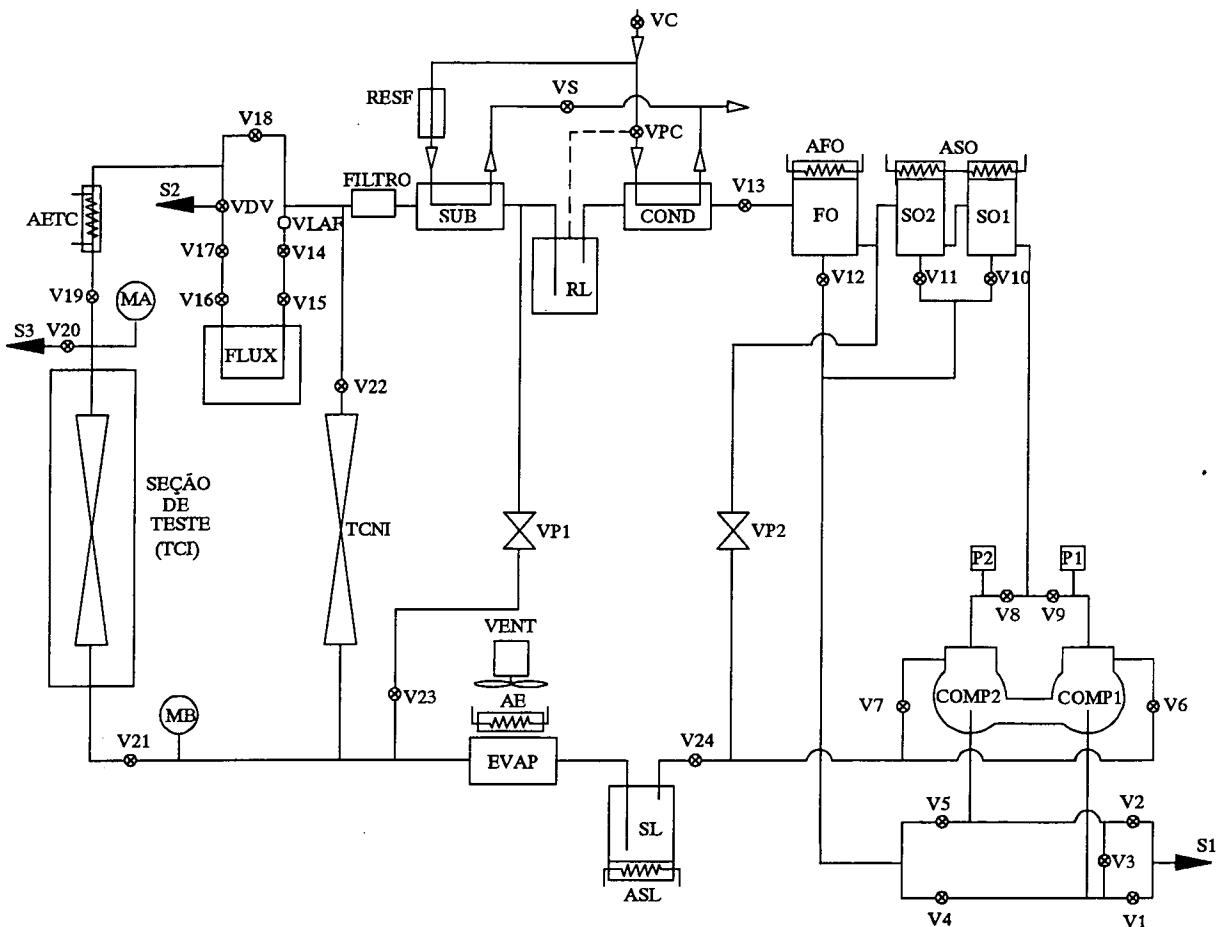 VC
RESF
VS
V18
VPC
AFO
ASO
FILTRO
S2
V13
AETC
VDV
SUB
COND
FO
SO2
SO1
VLAF
V17
V14
V12
V11
V10
V19
MA
V16
V15
RL
S3
V20
FLUX
V22
SEÇÃO
DE
TESTE
(TCI)
TCNI
VP1
VP2
P2
P1
V8
V9
VENT
V23
AE
COMP2
COMP1
V7
V6
MB
V21
EVAP
V24
SL
V5
V2
V3
S1
ASL
V4
V1